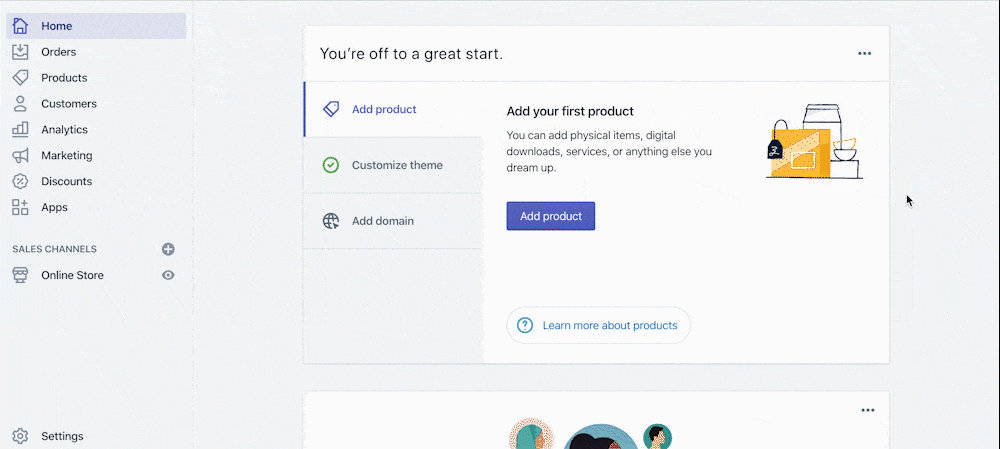 Home
Orders
Products
Customers
Analytics
Marketing
Discounts
Apps
SALES CHANNELS
Online Store
Settings
You're off to a great start.
Add product
Customize theme
Add domain
Add your first product
You can add physical items, digital
downloads, services, or anything else you
dream up.
Add product
Learn more about products